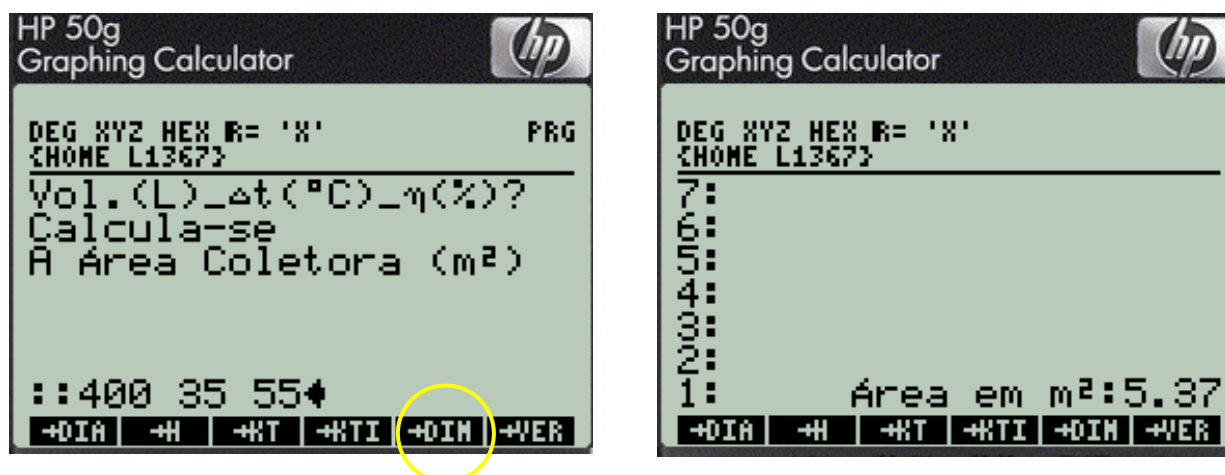 HP 50g
Graphing Calculator
hp
DEG XYZ HEX R= 'X' PRG
{HOME L1367}
Vol.(L)_△t(°C)_η(%)?
Calcula-se
A Área Coletora (m²)
::400 35 55◆
→DIA →H →KT →KTI →DIM →VER
HP 50g
Graphing Calculator
hp
DEG XYZ HEX R= 'X'
{HOME L1367}
7:
6:
5:
4:
3:
2:
1: Área em m²:5.37
→DIA →H →KT →KTI →DIM →VER